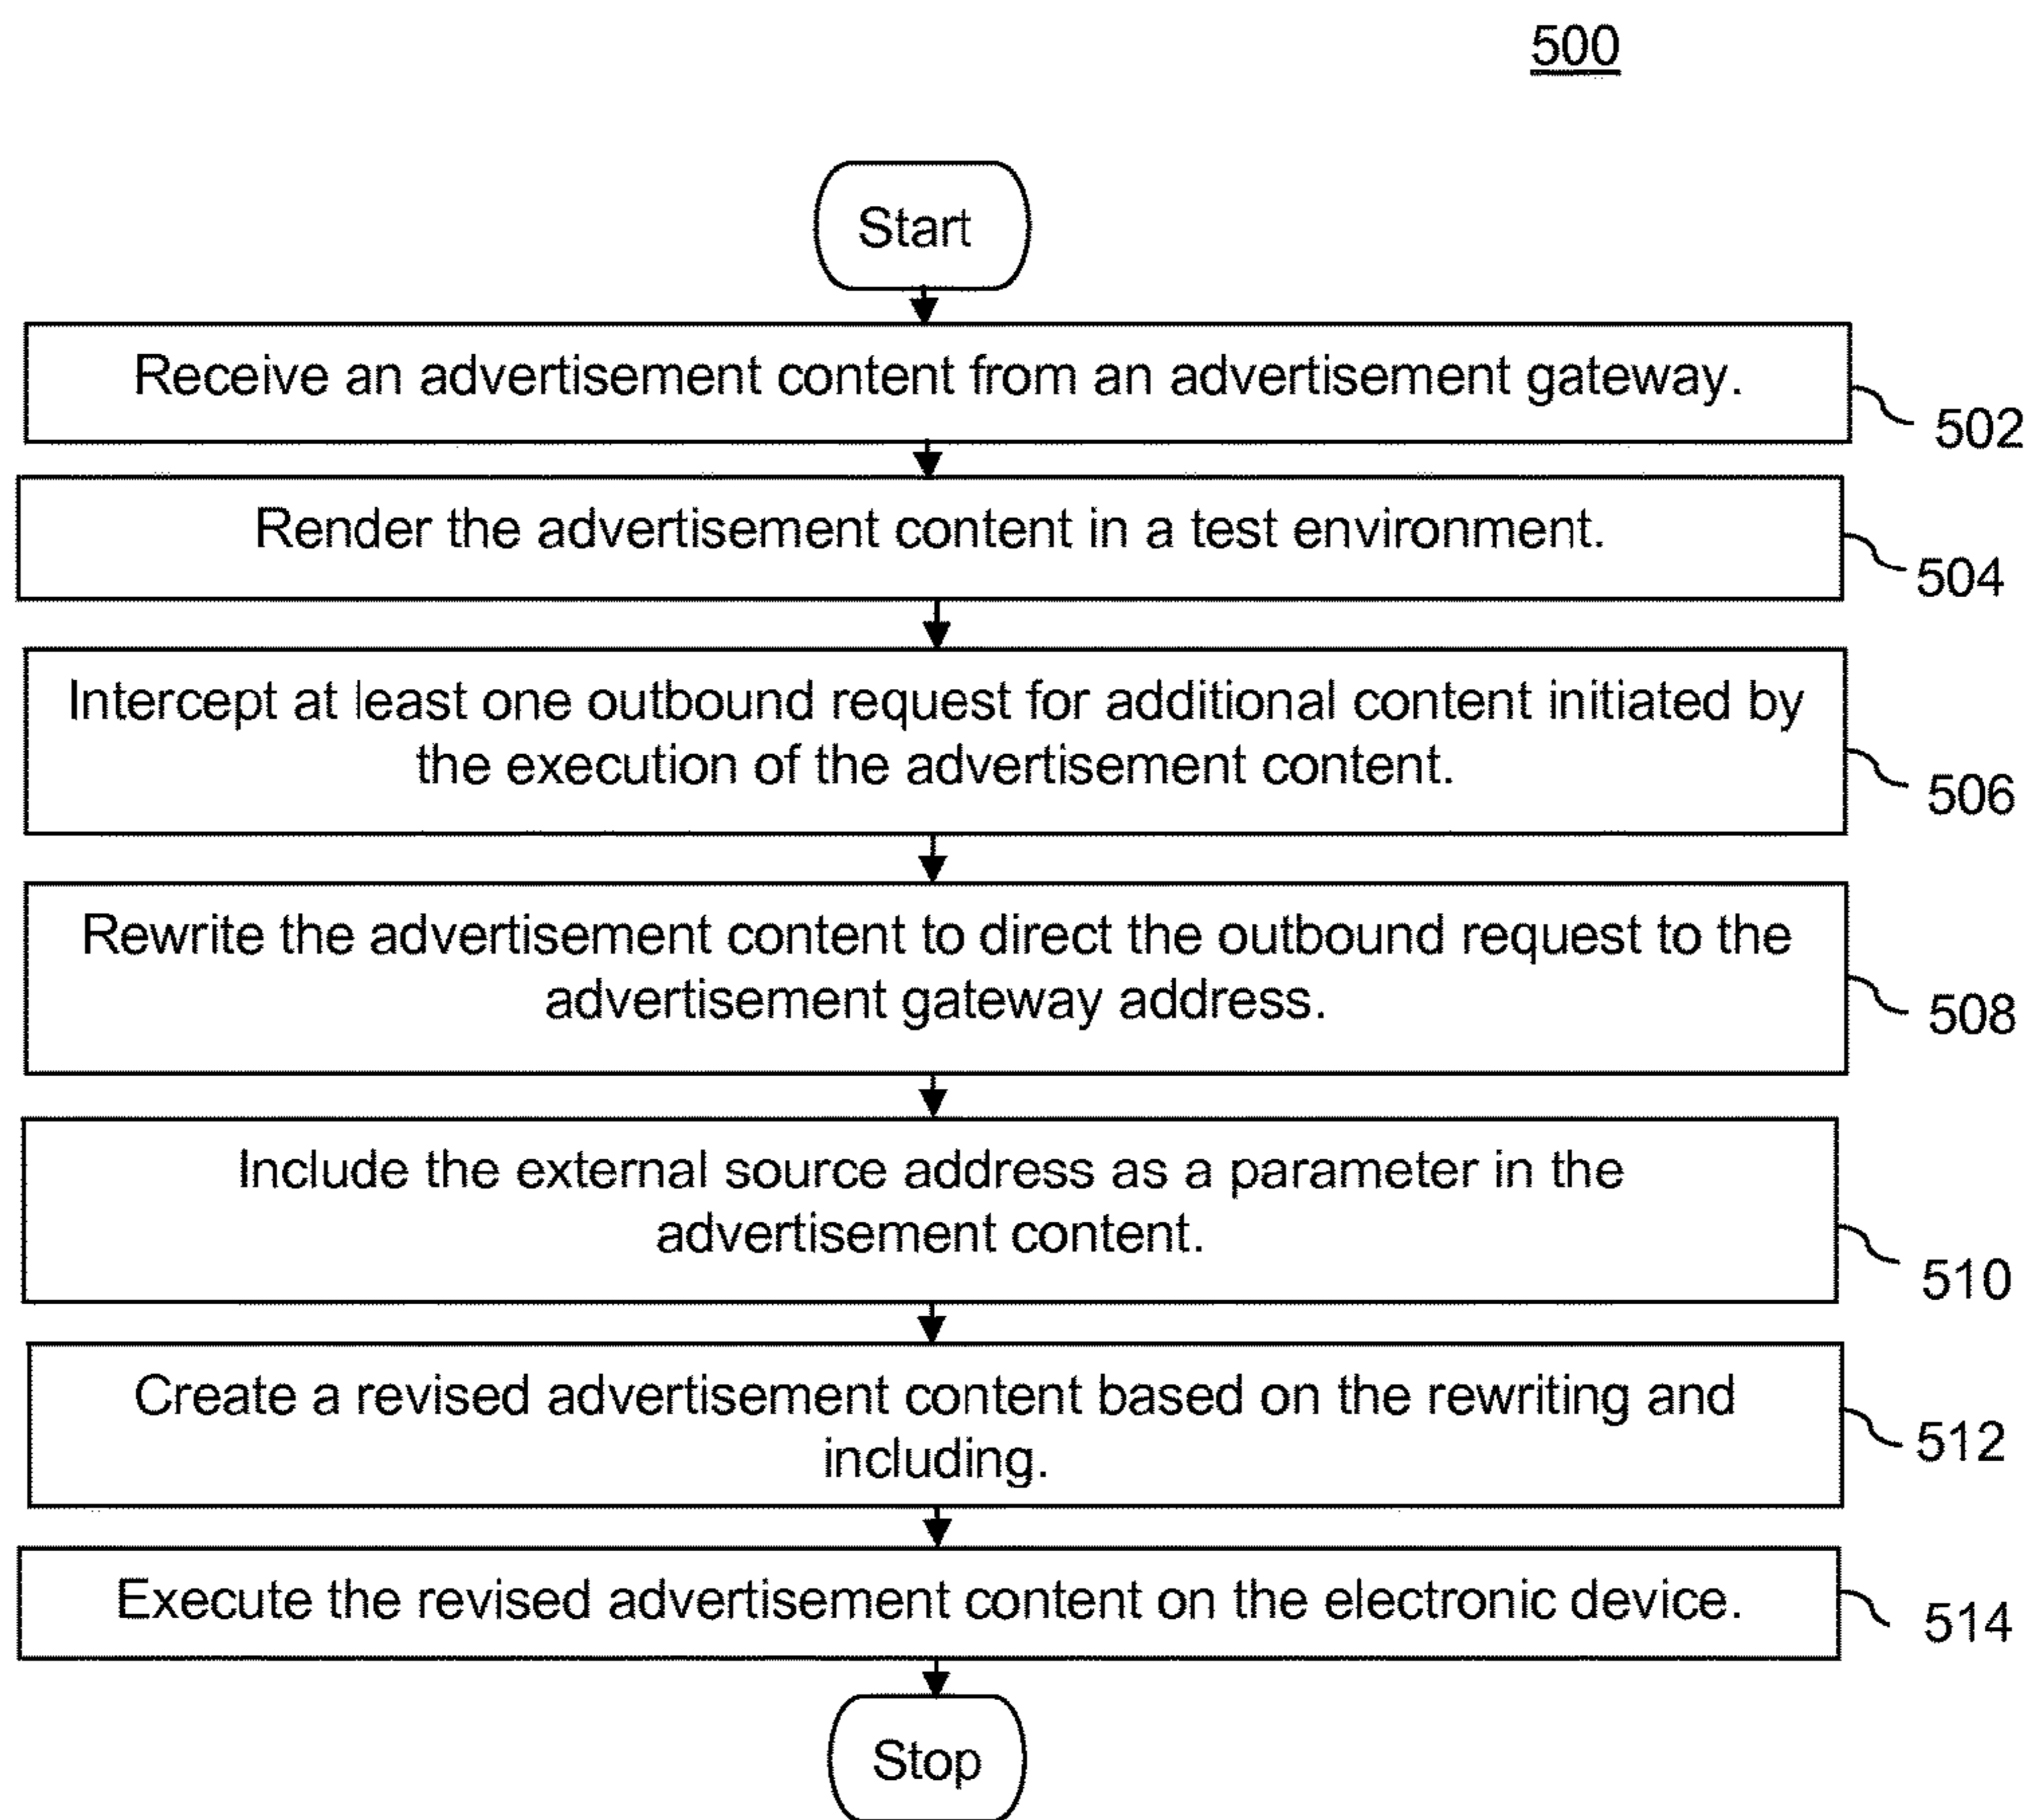 500
Start
Receive an advertisement content from an advertisement gateway.
502
Render the advertisement content in a test environment.
504
Intercept at least one outbound request for additional content initiated by
the execution of the advertisement content.
506
Rewrite the advertisement content to direct the outbound request to the
advertisement gateway address.
508
Include the external source address as a parameter in the
advertisement content.
510
Create a revised advertisement content based on the rewriting and
including.
512
Execute the revised advertisement content on the electronic device.
514
Stop